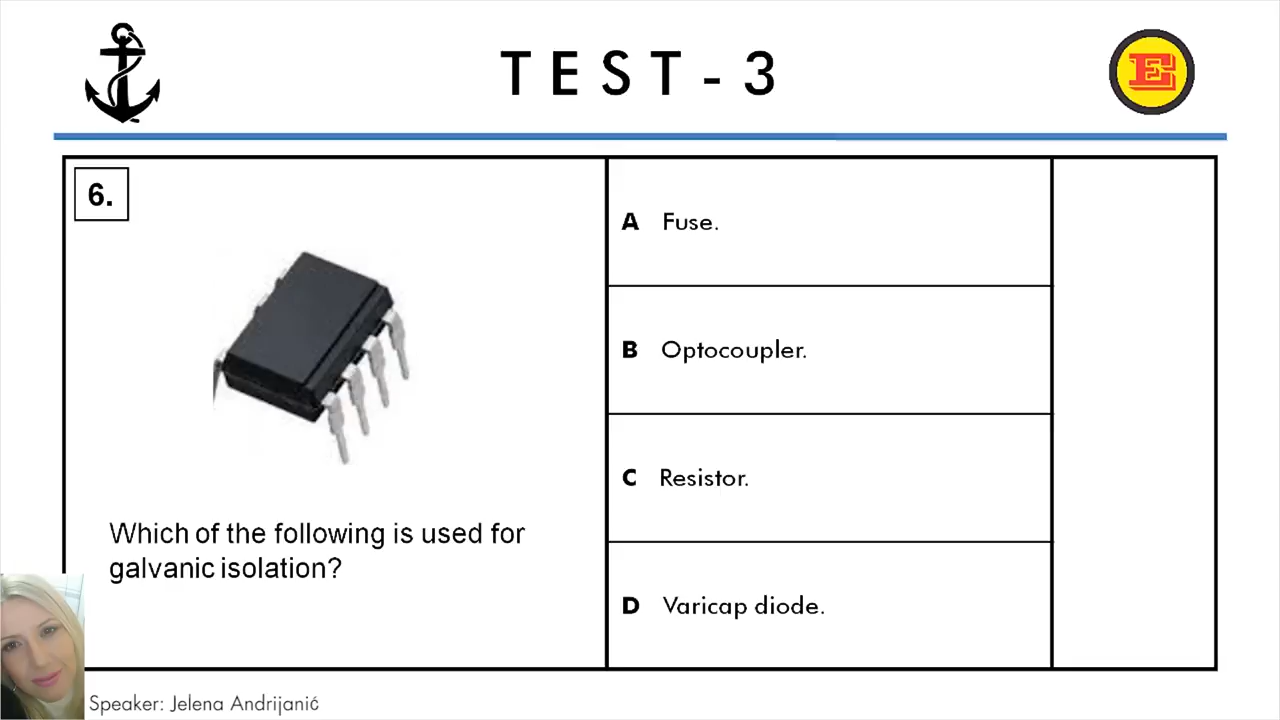 TEST-3
E
6.
Which of the following is used for
galvanic isolation?
A Fuse.
B Optocoupler.
C Resistor.
D Varicap diode.
Speaker: Jelena Andrijanić